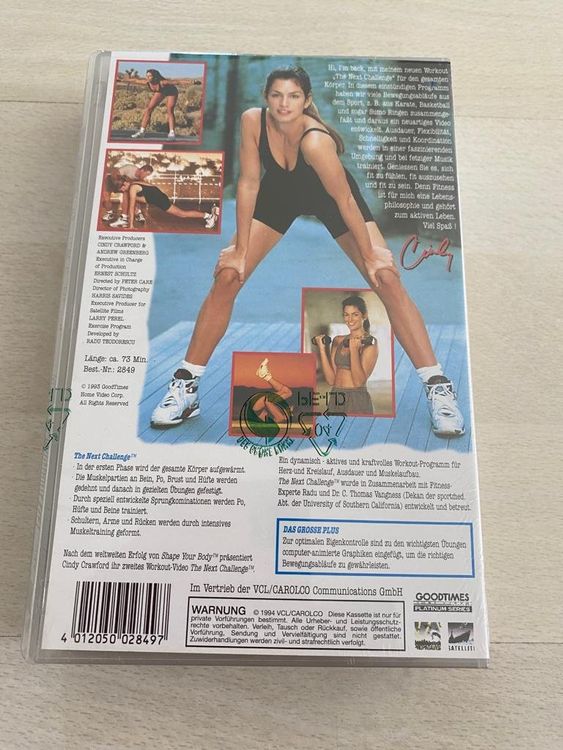 Hi, I'm back, mit meinem neuen Workout
"The Next Challenge" für den gesamten
Körper. In diesem einstündigen Programm
haben wir viele Bewegungsabläufe aus
dem Sport, z. B. aus Karate, Basketball
und sogar Sumo Ringen zusammenge-
faßt und daraus ein neuartiges Video
entwickelt. Ausdauer, Flexibilität,
Schnelligkeit und Koordination
werden in einer faszinierenden
Umgebung und bei fetziger Musik
trainiert. Genießen Sie es, sich
fit zu fühlen, fit auszusehen
und fit zu sein. Denn Fitness
ist für mich eine Lebens-
philosophie und gehört
zum aktiven Leben.
Viel Spaß !
Cindy
Executive Producers
CINDY CRAWFORD &
ANDREW GREENBERG
Executive in Charge
of Production
ERNEST SCHULTZ
Directed by PETER CARE
Director of Photography
HARRIS SAVIDES
Executive Producer for
Satellite Films
LARRY PEREL
Exercise Program
Developed by
RADU TEODORESCU
Länge: ca. 73 Min.
Best.-Nr.: 2849
© 1993 GoodTimes
Home Video Corp.
All Rights Reserved
The Next Challenge™
· In der ersten Phase wird der gesamte Körper aufgewärmt.
· Die Muskelpartien an Bein, Po, Brust und Hüfte werden
gedehnt und danach in gezielten Übungen gefestigt.
· Durch speziell entwickelte Sprungkominationen werden Po,
Hüfte und Beine trainiert.
· Schultern, Arme und Rücken werden durch intensives
Muskeltraining geformt.
Nach dem weltweiten Erfolg von Shape Your Body™ präsentiert
Cindy Crawford ihr zweites Workout-Video The Next Challenge™.
Ein dynamisch - aktives und kraftvolles Workout-Programm für
Herz-und Kreislauf, Ausdauer und Muskelaufbau.
The Next Challenge™ wurde in Zusammenarbeit mit Fitness-
Experte Radu und Dr. C. Thomas Vangness (Dekan der sportmed.
Abt. der University of Southern California) entwickelt und betreut.
DAS GROSSE PLUS
Zur optimalen Eigenkontrolle sind zu den wichtigsten Übungen
computer-animierte Graphiken eingefügt, um die richtigen
Bewegungsabläufe zu gewährleisten.
Im Vertrieb der VCL/CAROLCO Communications GmbH
WARNUNG © 1994 VCL/CAROLCO Diese Kassette ist nur für
private Vorführungen bestimmt. Alle Urheber- und Leistungsschutz-
rechte vorbehalten. Verleih, Tausch oder Rückkauf, sowie öffentliche
Vorführung, Sendung und Vervielfältigung sind nicht gestattet.
Zuwiderhandlungen werden zivil- und strafrechtlich verfolgt.
GOODTIMES
HOME VIDEO
PLATINUM SERIES
SATELLITE
4 012050 028497